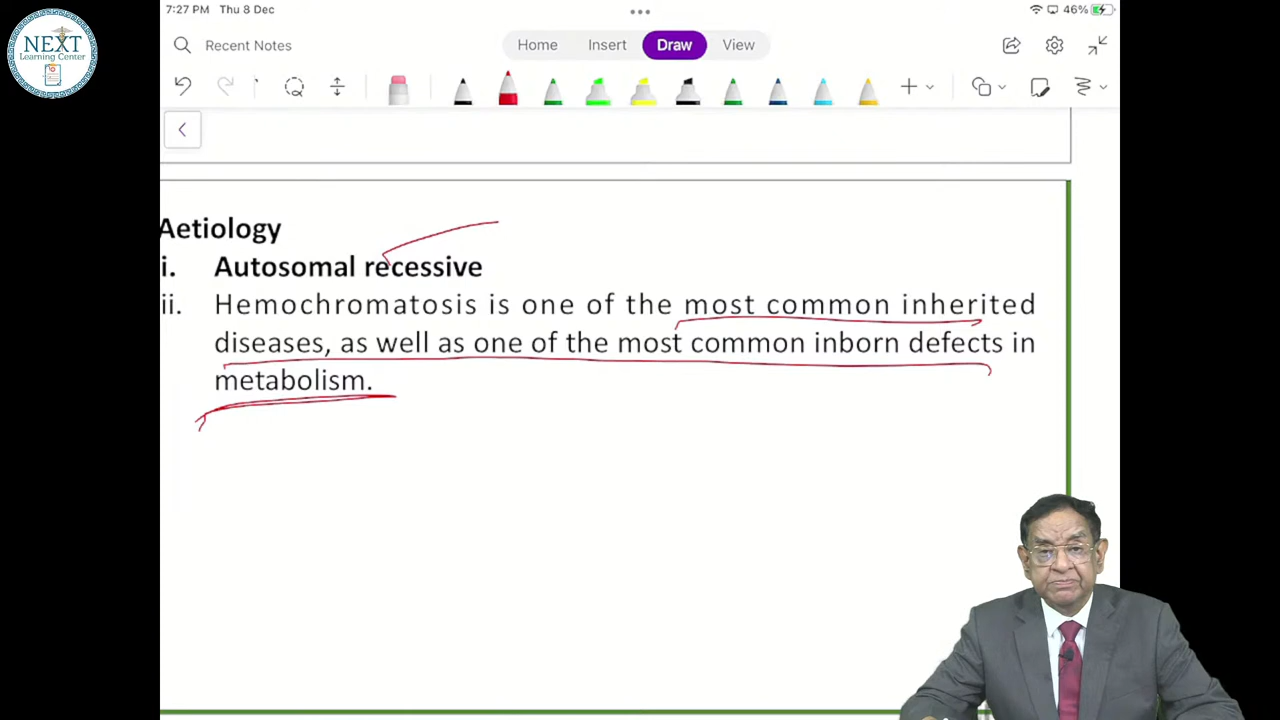 7:27 PM Thu 8 Dec
46%
NEXT
Learning Center
Recent Notes
Home Insert Draw View
Aetiology
i. Autosomal recessive
ii. Hemochromatosis is one of the most common inherited
diseases, as well as one of the most common inborn defects in
metabolism.